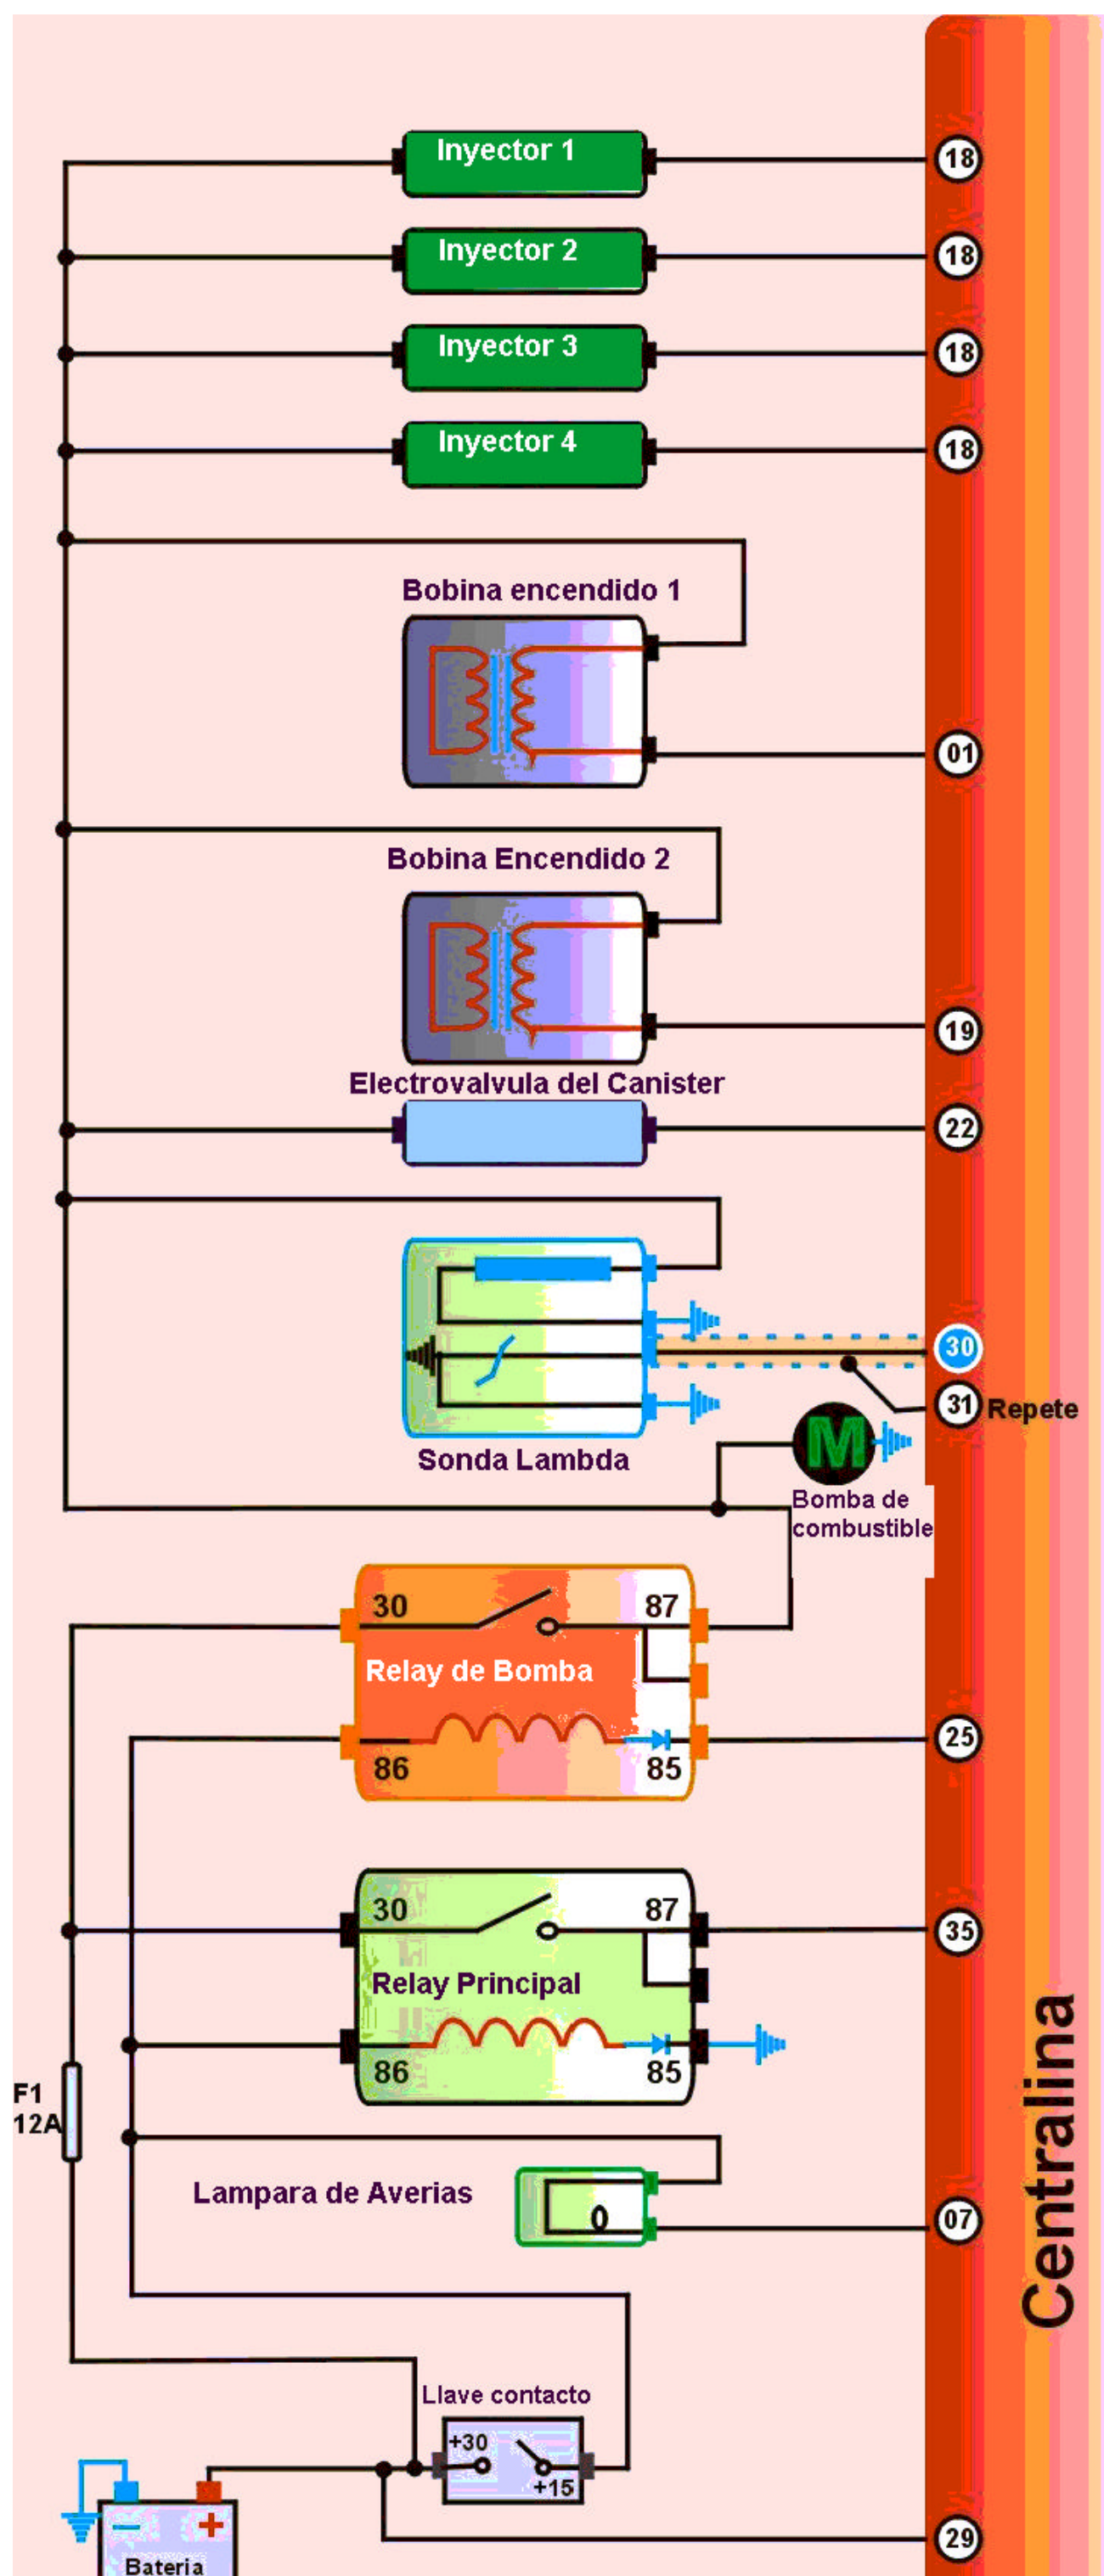 Inyector 1
18
Inyector 2
18
Inyector 3
18
Inyector 4
18
Bobina encendido 1
01
Bobina Encendido 2
19
Electrovalvula del Canister
22
30
31 Repete
M
Sonda Lambda
Bomba de
combustible
30 87
Relay de Bomba
25
86 85
30 87
35
Relay Principal
86 85
Centralina
F1
12A
Lampara de Averias
0
07
Llave contacto
+30
+15
− +
29
Bateria